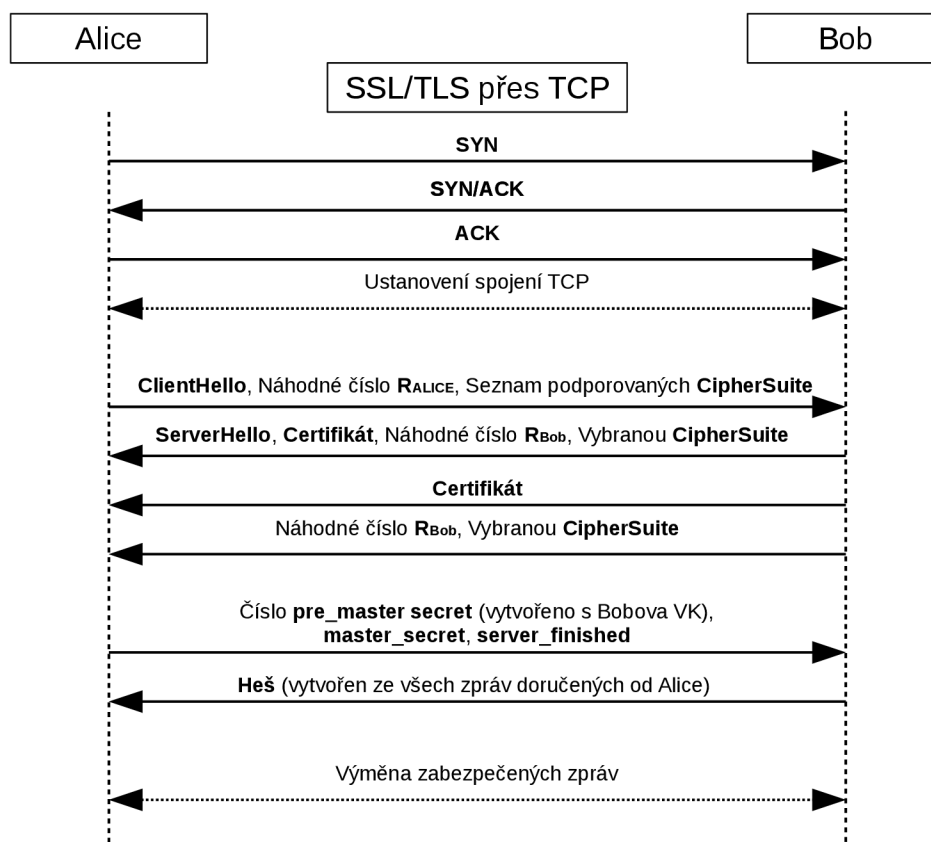 Alice
Bob
SSL/TLS přes TCP
SYN
SYN/ACK
ACK
Ustanovení spojení TCP
ClientHello, Náhodné číslo RALICE, Seznam podporovaných CipherSuite
ServerHello, Certifikát, Náhodné číslo RBob, Vybranou CipherSuite
Certifikát
Náhodné číslo RBob, Vybranou CipherSuite
Číslo pre_master secret (vytvořeno s Bobova VK),
master_secret, server_finished
Heš (vytvořen ze všech zpráv doručených od Alice)
Výměna zabezpečených zpráv